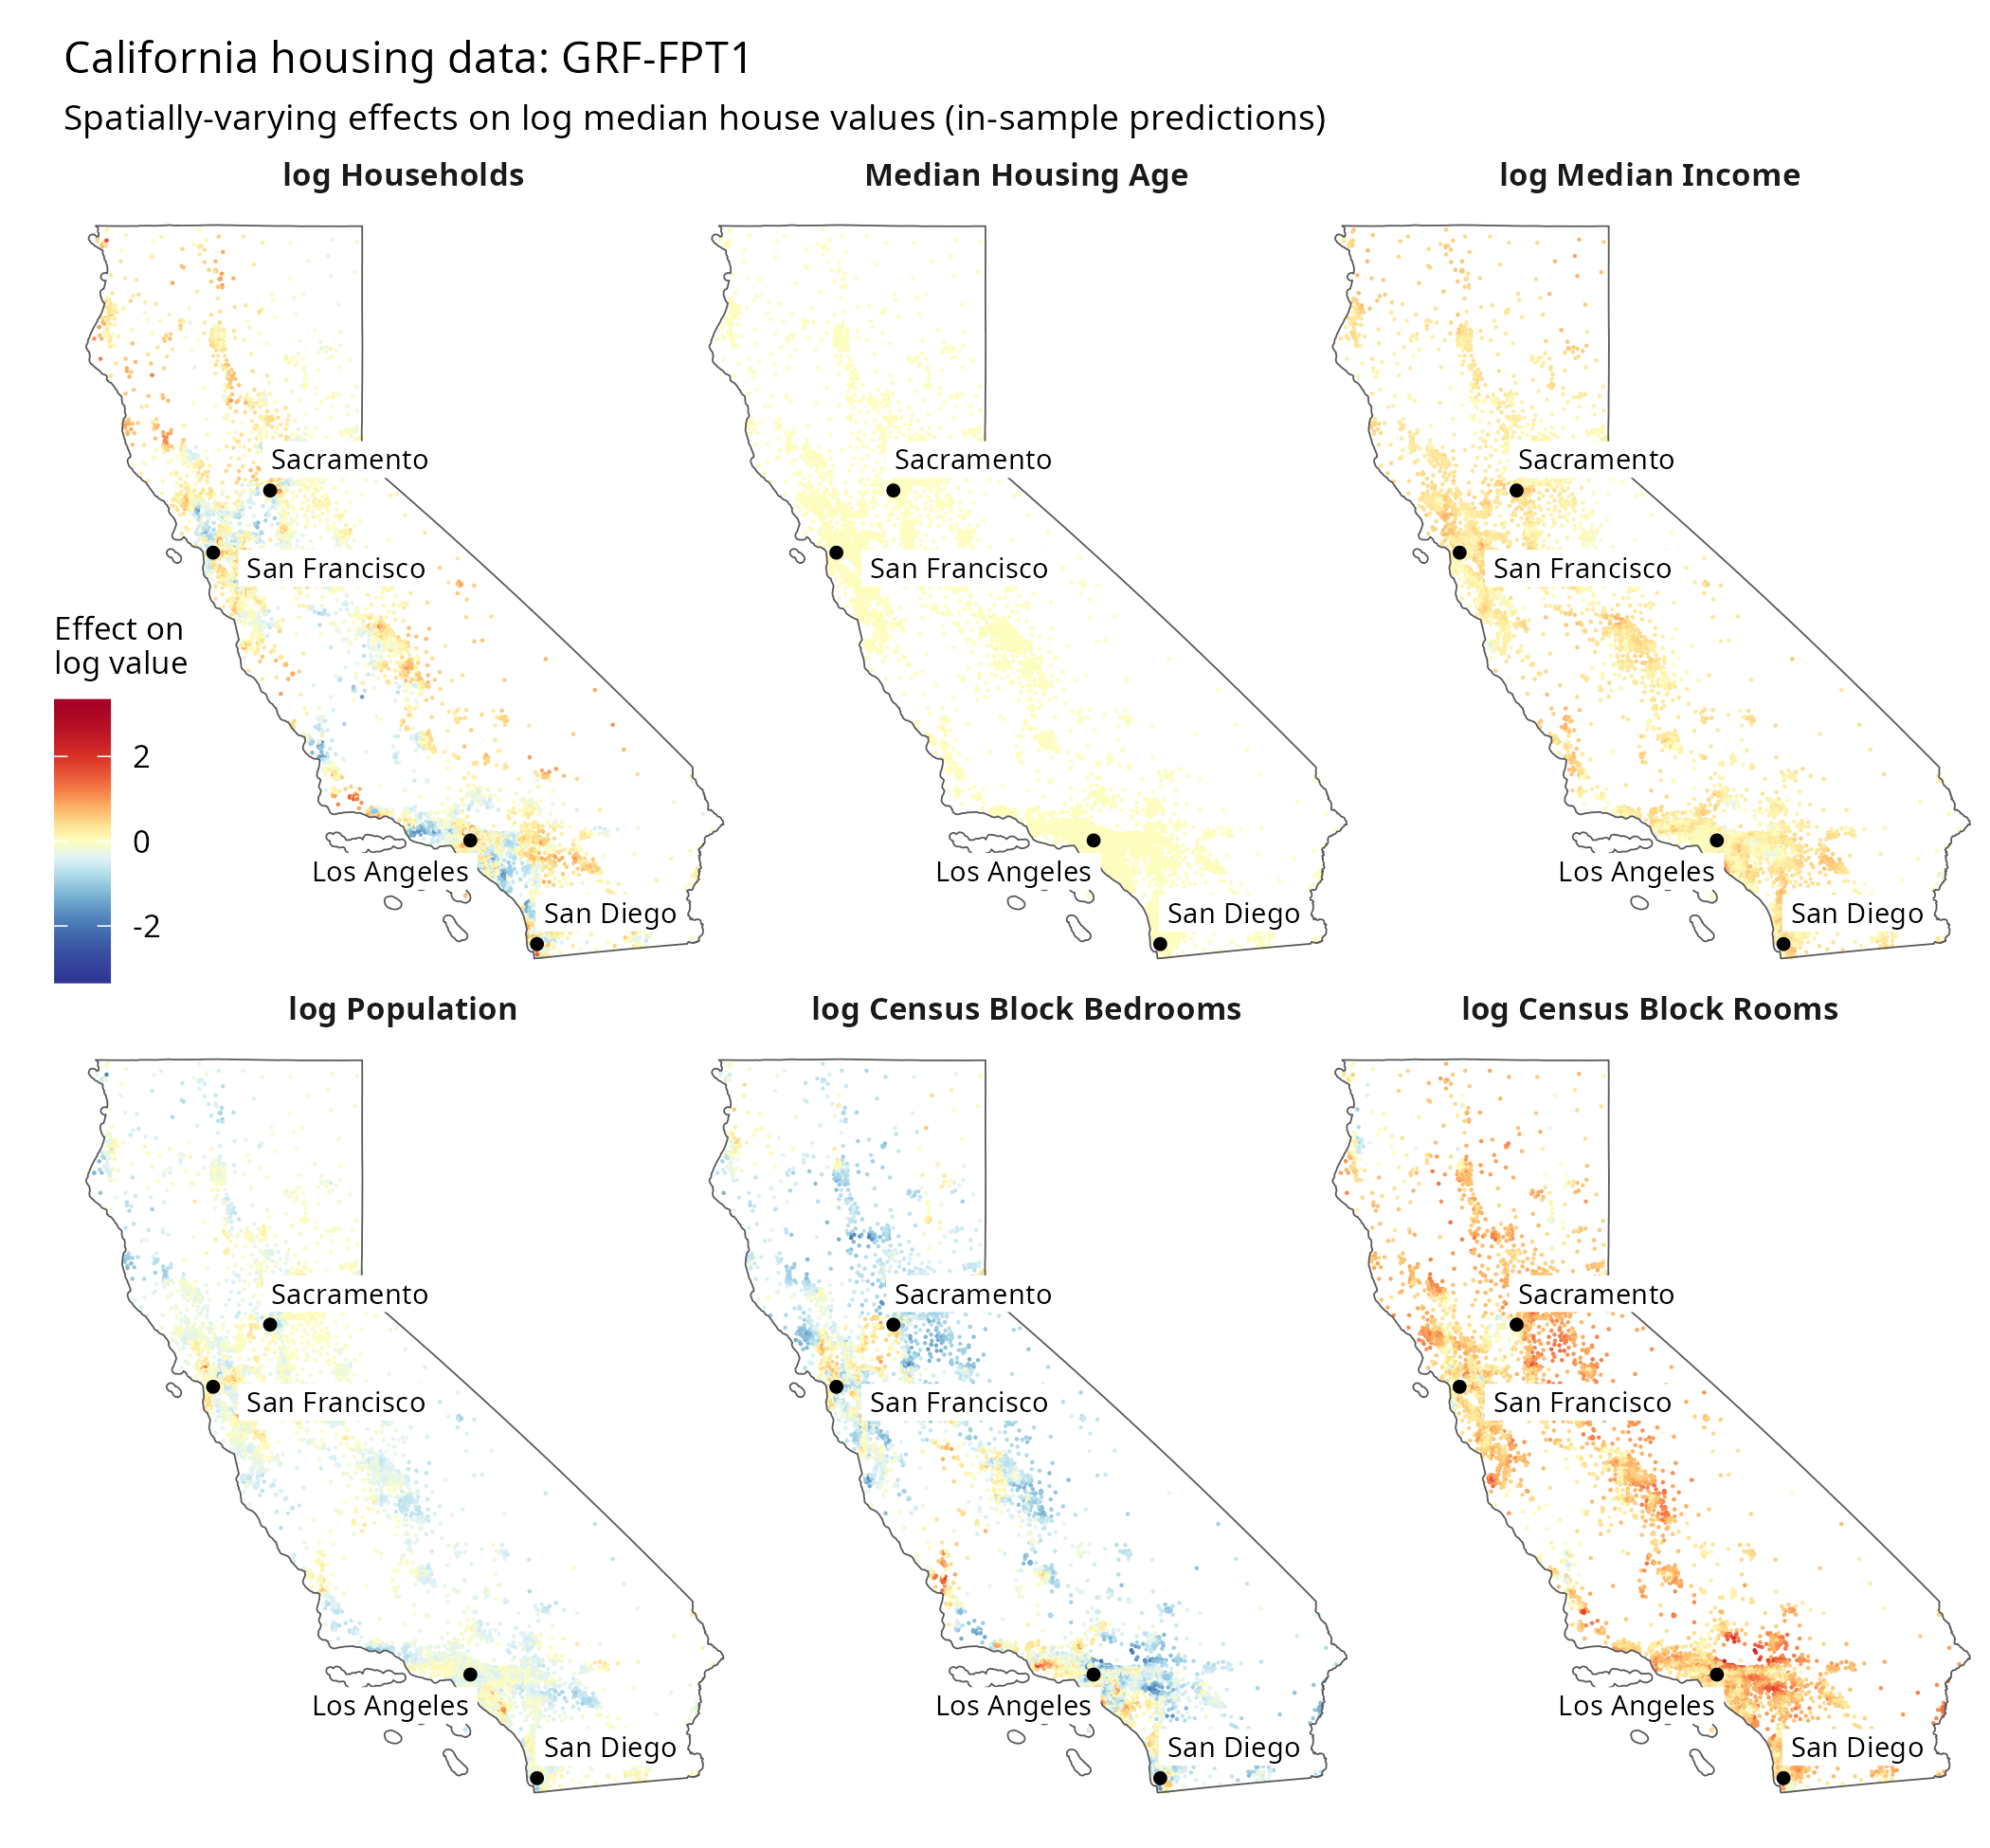 California housing data: GRF-FPT1
Spatially-varying effects on log median house values (in-sample predictions)
log Households
Median Housing Age
log Median Income
Sacramento
Sacramento
Sacramento
San Francisco
San Francisco
San Francisco
Effect on
log value
2
0
-2
Los Angeles
Los Angeles
Los Angeles
San Diego
San Diego
San Diego
log Population
log Census Block Bedrooms
log Census Block Rooms
Sacramento
Sacramento
Sacramento
San Francisco
San Francisco
San Francisco
Los Angeles
Los Angeles
Los Angeles
San Diego
San Diego
San Diego